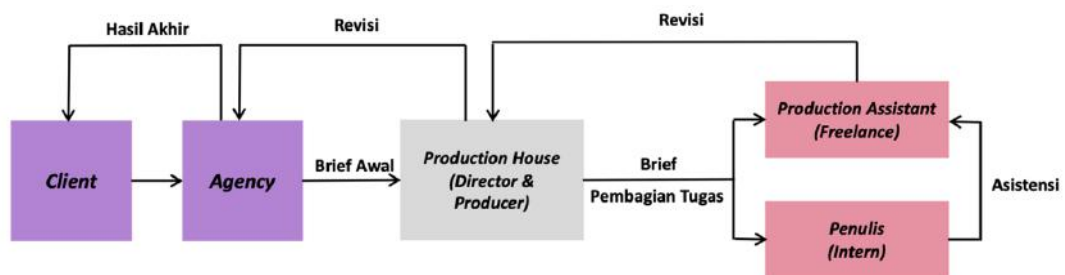 Hasil Akhir
Revisi
Revisi
Client
Agency
Brief Awal
Production House
(Director &
Producer)
Brief
Pembagian Tugas
Production Assistant
(Freelance)
Penulis
(Intern)
Asistensi